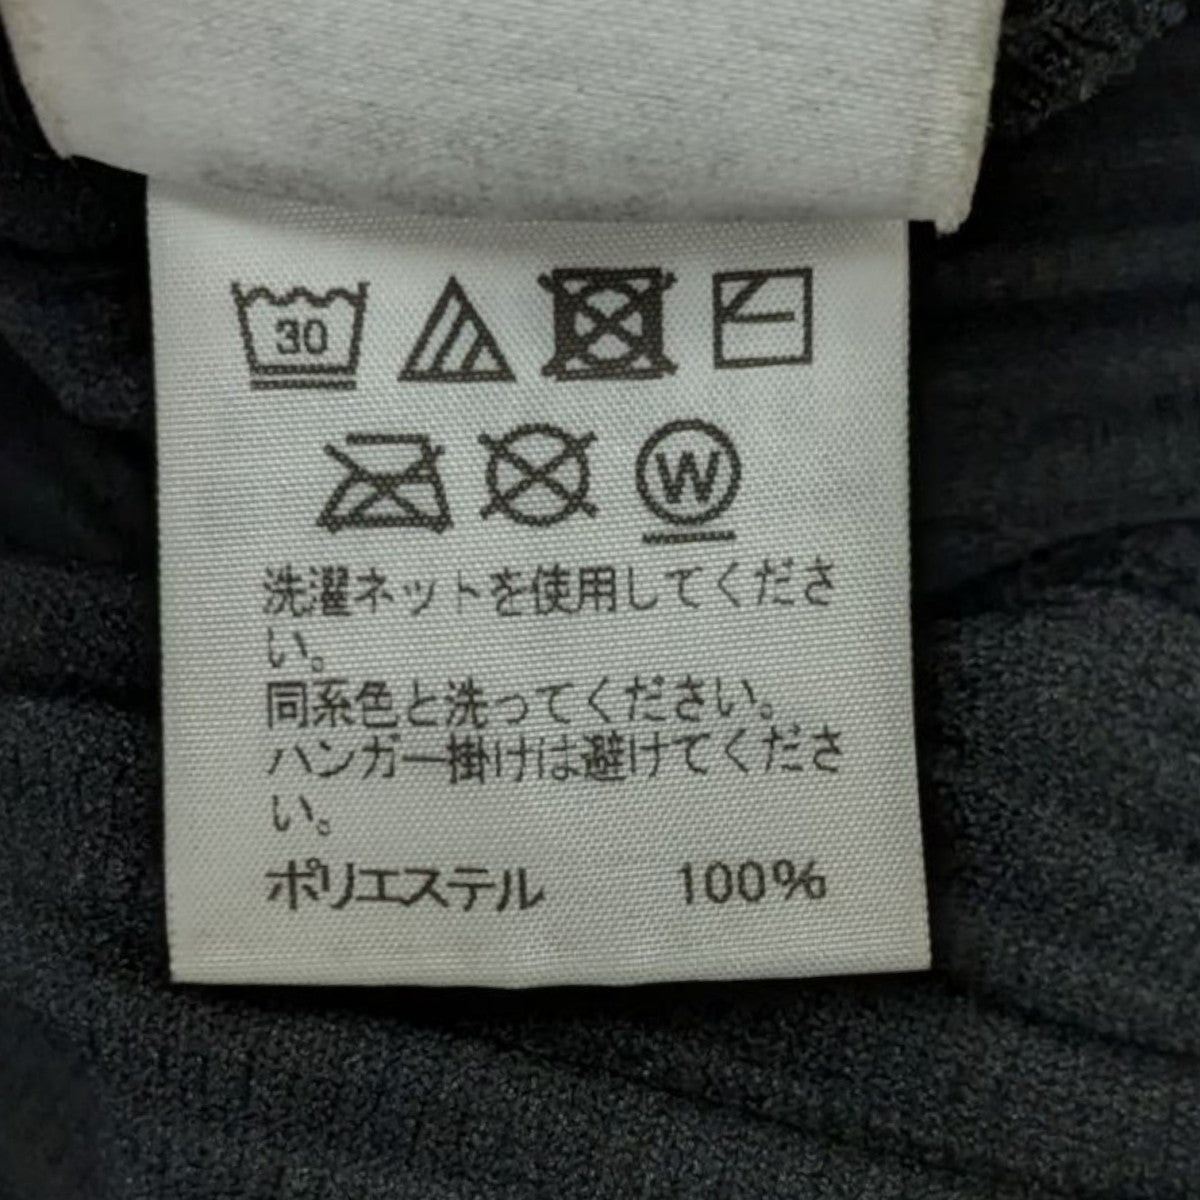 30
W
洗濯ネットを使用してくださ
い。
同系色と洗ってください。
ハンガー掛けは避けてくださ
い。
ポリエステル 100%